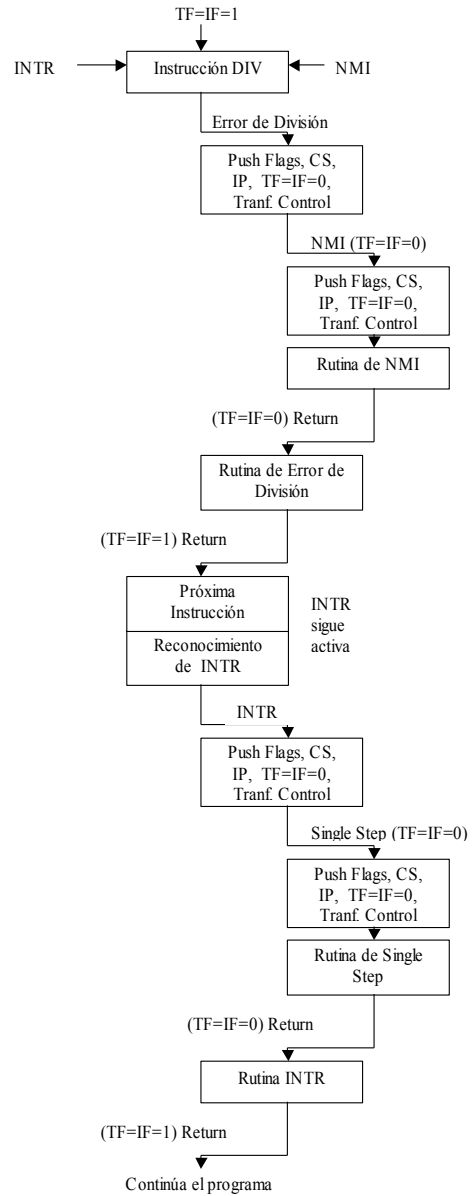 TF=IF=1
INTR
Instrucción DIV
NMI
Error de División
Push Flags, CS,
IP, TF=IF=0,
Tranf. Control
NMI (TF=IF=0)
Push Flags, CS,
IP, TF=IF=0,
Tranf. Control
Rutina de NMI
(TF=IF=0) Return
Rutina de Error de
División
(TF=IF=1) Return
Próxima
Instrucción
Reconocimiento
de INTR
INTR
sigue
activa
INTR
Push Flags, CS,
IP, TF=IF=0,
Tranf. Control
Single Step (TF=IF=0)
Push Flags, CS,
IP, TF=IF=0,
Tranf. Control
Rutina de Single
Step
(TF=IF=0) Return
Rutina INTR
(TF=IF=1) Return
Continúa el programa